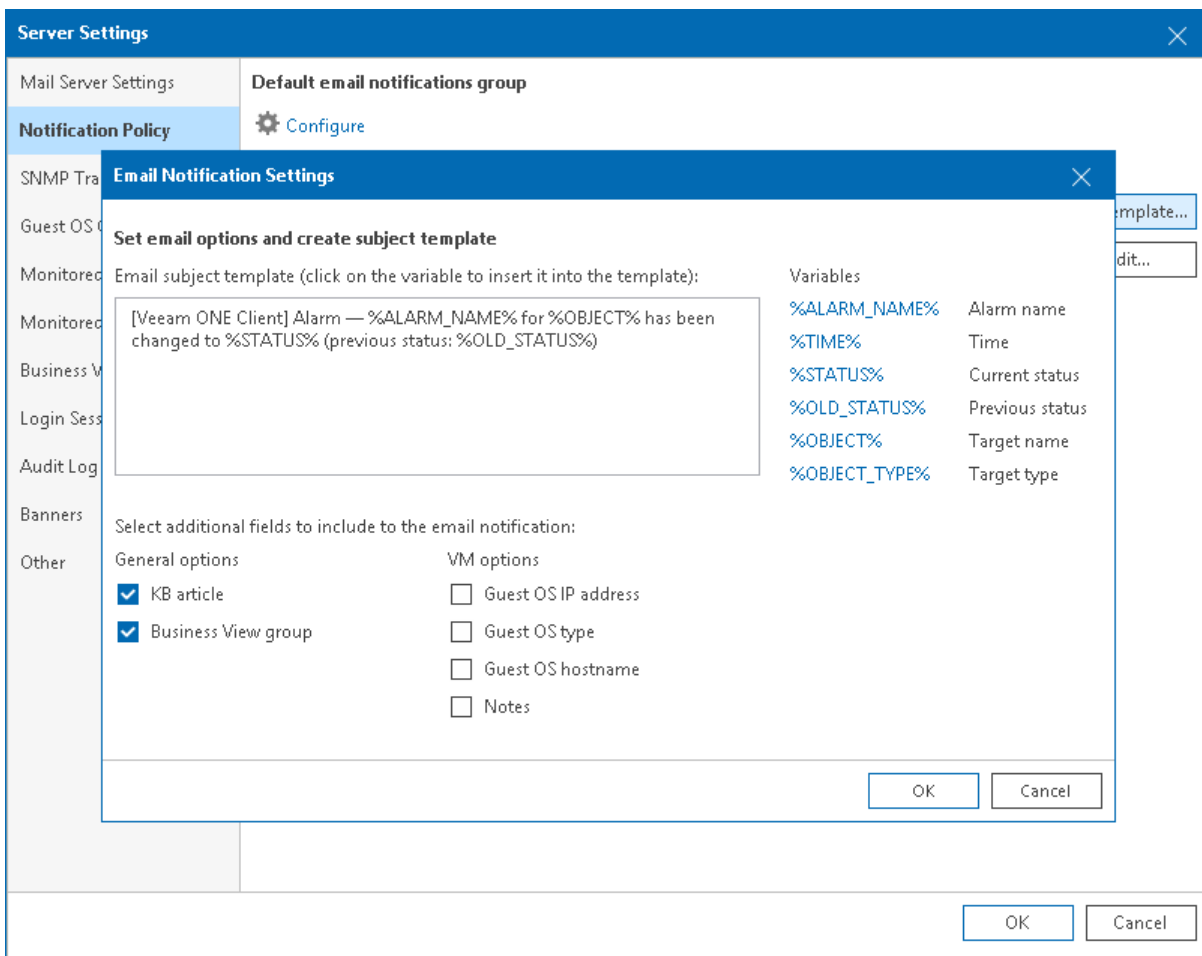 Server Settings
Mail Server Settings
Default email notifications group
Notification Policy
Configure
SNMP Tra
Email Notification Settings
Guest OS
emplate...
Set email options and create subject template
dit...
Monitored
Email subject template (click on the variable to insert it into the template):
Variables
[Veeam ONE Client] Alarm — %ALARM_NAME% for %OBJECT% has been
changed to %STATUS% (previous status: %OLD_STATUS%)
%ALARM_NAME% Alarm name
%TIME% Time
%STATUS% Current status
%OLD_STATUS% Previous status
%OBJECT% Target name
%OBJECT_TYPE% Target type
Monitored
Business V
Login Sess
Audit Log
Banners
Other
Select additional fields to include to the email notification:
General options
VM options
KB article
Guest OS IP address
Business View group
Guest OS type
Guest OS hostname
Notes
OK
Cancel
OK
Cancel